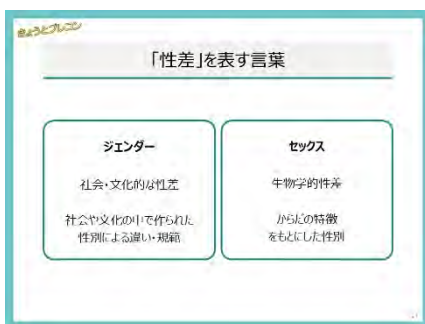 きょうとプレコン
「性差」を表す言葉
ジェンダー
社会・文化的な性差
社会や文化の中で作られた
性別による違い・規範
セックス
生物学的性差
からだの特徴
をもとにした性別